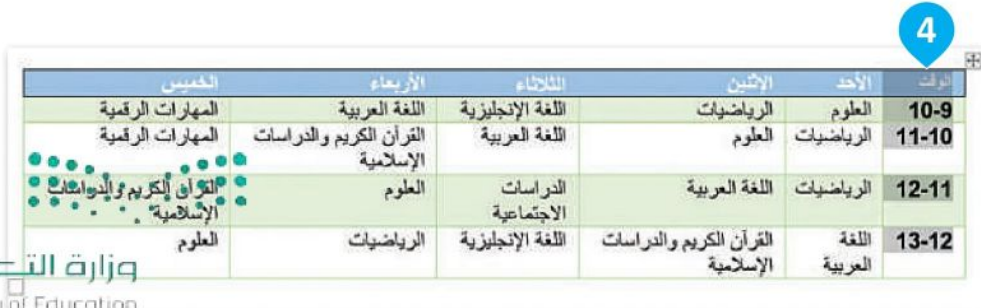 4
الوقت الأحد الإثنين الثلاثاء الأربعاء الخميس
10-9 العلوم الرياضيات اللغة الإنجليزية اللغة العربية المهارات الرقمية
11-10 الرياضيات العلوم اللغة العربية القرآن الكريم والدراسات الإسلامية المهارات الرقمية
12-11 الرياضيات اللغة العربية الدراسات الاجتماعية العلوم القرآن الكريم والدراسات الإسلامية
13-12 اللغة العربية القرآن الكريم والدراسات الإسلامية اللغة الإنجليزية الرياضيات العلوم
وزارة التـ
of Education